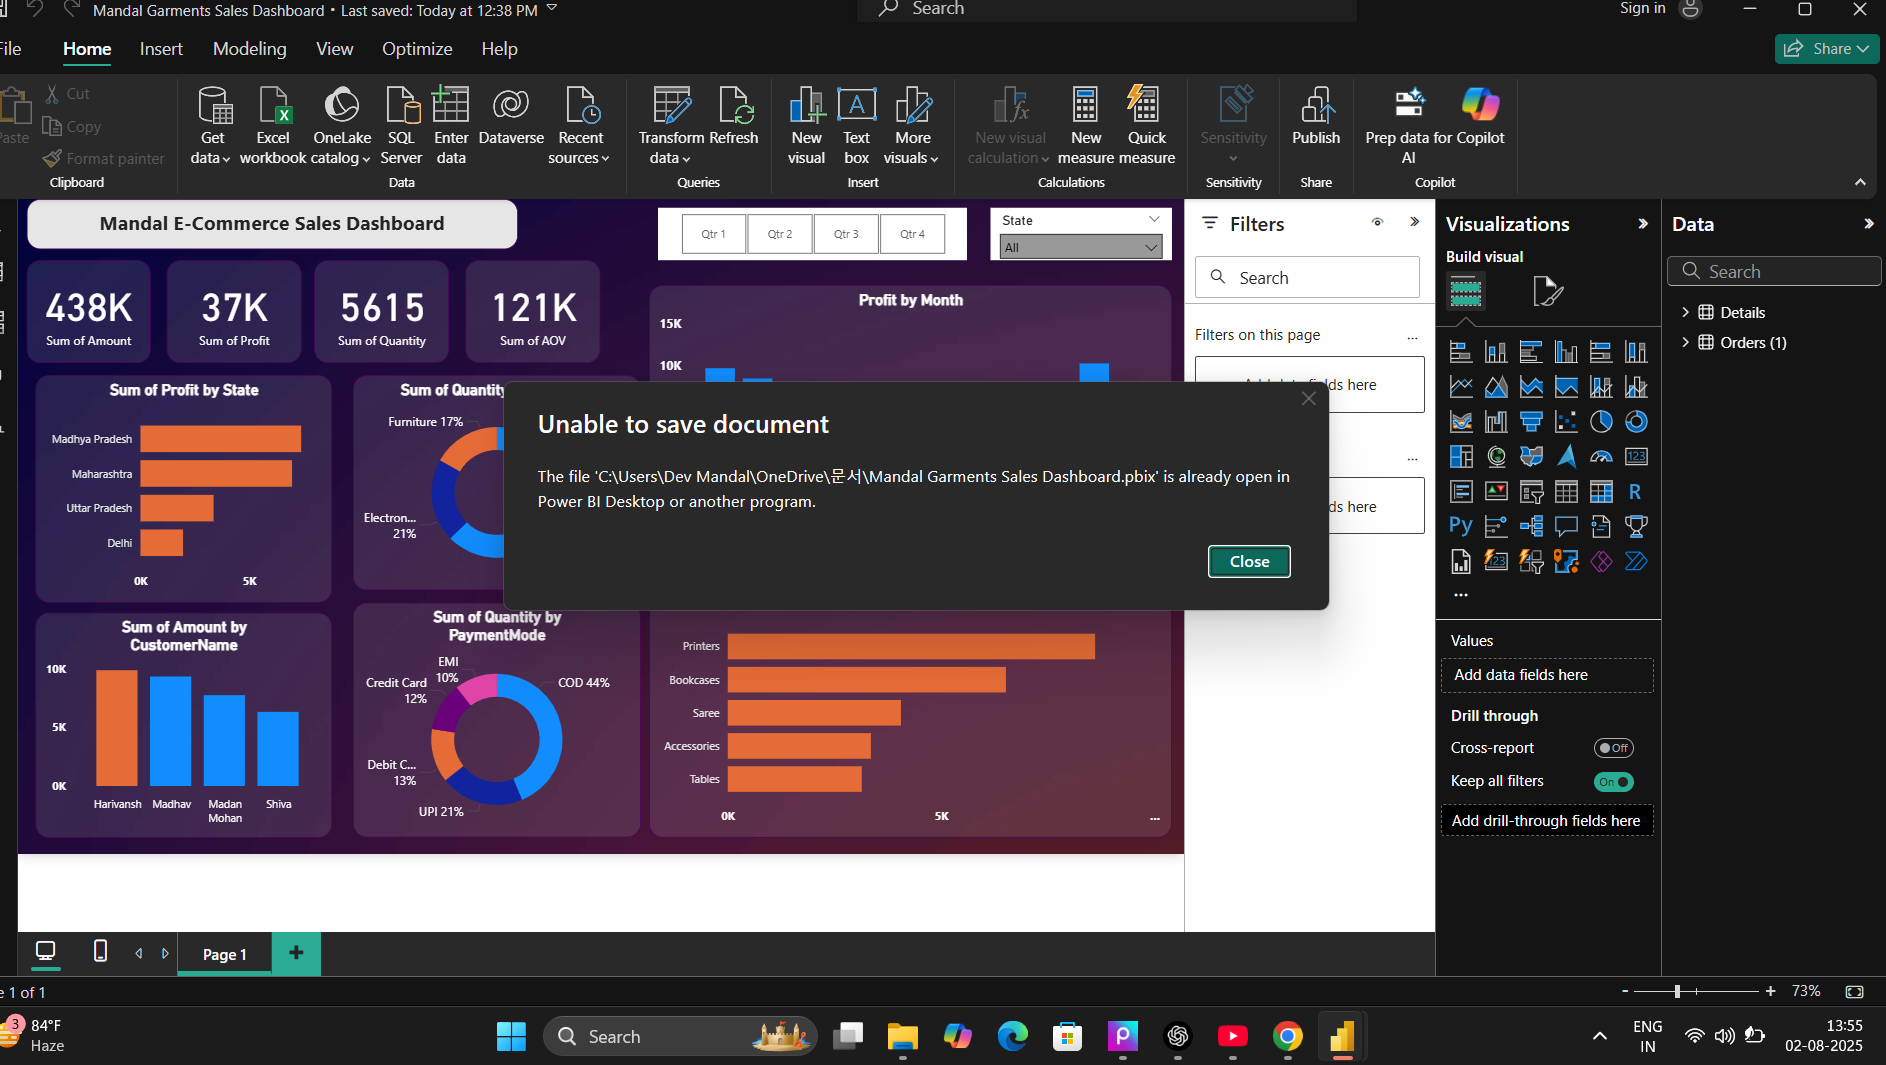 Mandal Garments Sales Dashboard • Last saved: Today at 12:38 PM
Search
Sign in
File
Home
Insert
Modeling
View
Optimize
Help
Share
Paste
Cut
Copy
Format painter
Clipboard
Get data
Excel workbook
OneLake catalog
SQL Server
Enter data
Dataverse
Recent sources
Data
Transform data
Refresh
Queries
New visual
Text box
More visuals
Insert
New visual calculation
New measure
Quick measure
Calculations
Sensitivity
Sensitivity
Publish
Share
Prep data for AI
Copilot
Copilot
Mandal E-Commerce Sales Dashboard
Qtr 1
Qtr 2
Qtr 3
Qtr 4
State
All
438K
Sum of Amount
37K
Sum of Profit
5615
Sum of Quantity
121K
Sum of AOV
Profit by Month
15K
10K
Sum of Profit by State
Madhya Pradesh
Maharashtra
Uttar Pradesh
Delhi
0K
5K
Sum of Quantity
Furniture 17%
Electron...
21%
Unable to save document
The file 'C:\Users\Dev Mandal\OneDrive\문서\Mandal Garments Sales Dashboard.pbix' is already open in
Power BI Desktop or another program.
Close
Sum of Amount by
CustomerName
10K
5K
0K
Harivansh
Madhav
Madan
Mohan
Shiva
Sum of Quantity by
PaymentMode
EMI
10%
Credit Card
12%
COD 44%
Debit C...
13%
UPI 21%
Printers
Bookcases
Saree
Accessories
Tables
0K
5K
...
Filters
Search
Filters on this page
...
ds here
...
ds here
Visualizations
Build visual
R
Py
123
123
...
Values
Add data fields here
Drill through
Cross-report
Off
Keep all filters
On
Add drill-through fields here
Data
Search
Details
Orders (1)
Page 1
e 1 of 1
- + 73%
3
84°F
Haze
Search
P
ENG
IN
13:55
02-08-2025